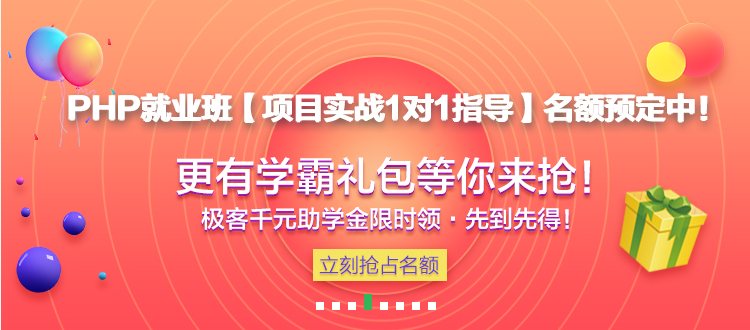 PHP就业班【项目实战1对1指导】名额预定中!
更有学霸礼包等你来抢!
极客千元助学金限时领·先到先得!
立刻抢占名额